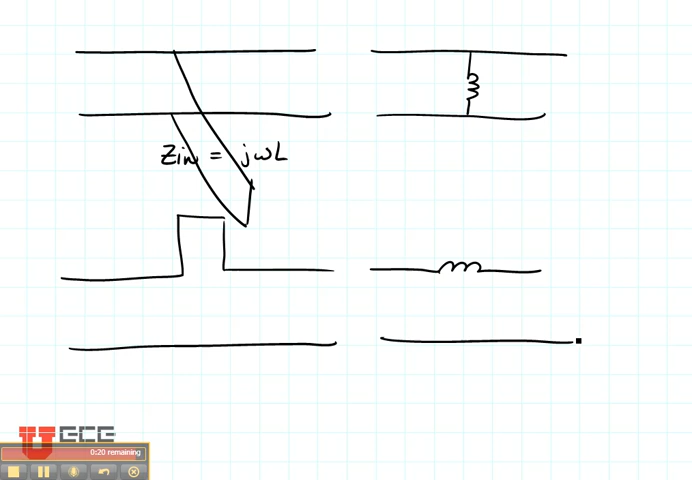 Zin = jωL
U ECE
0:20 remaining